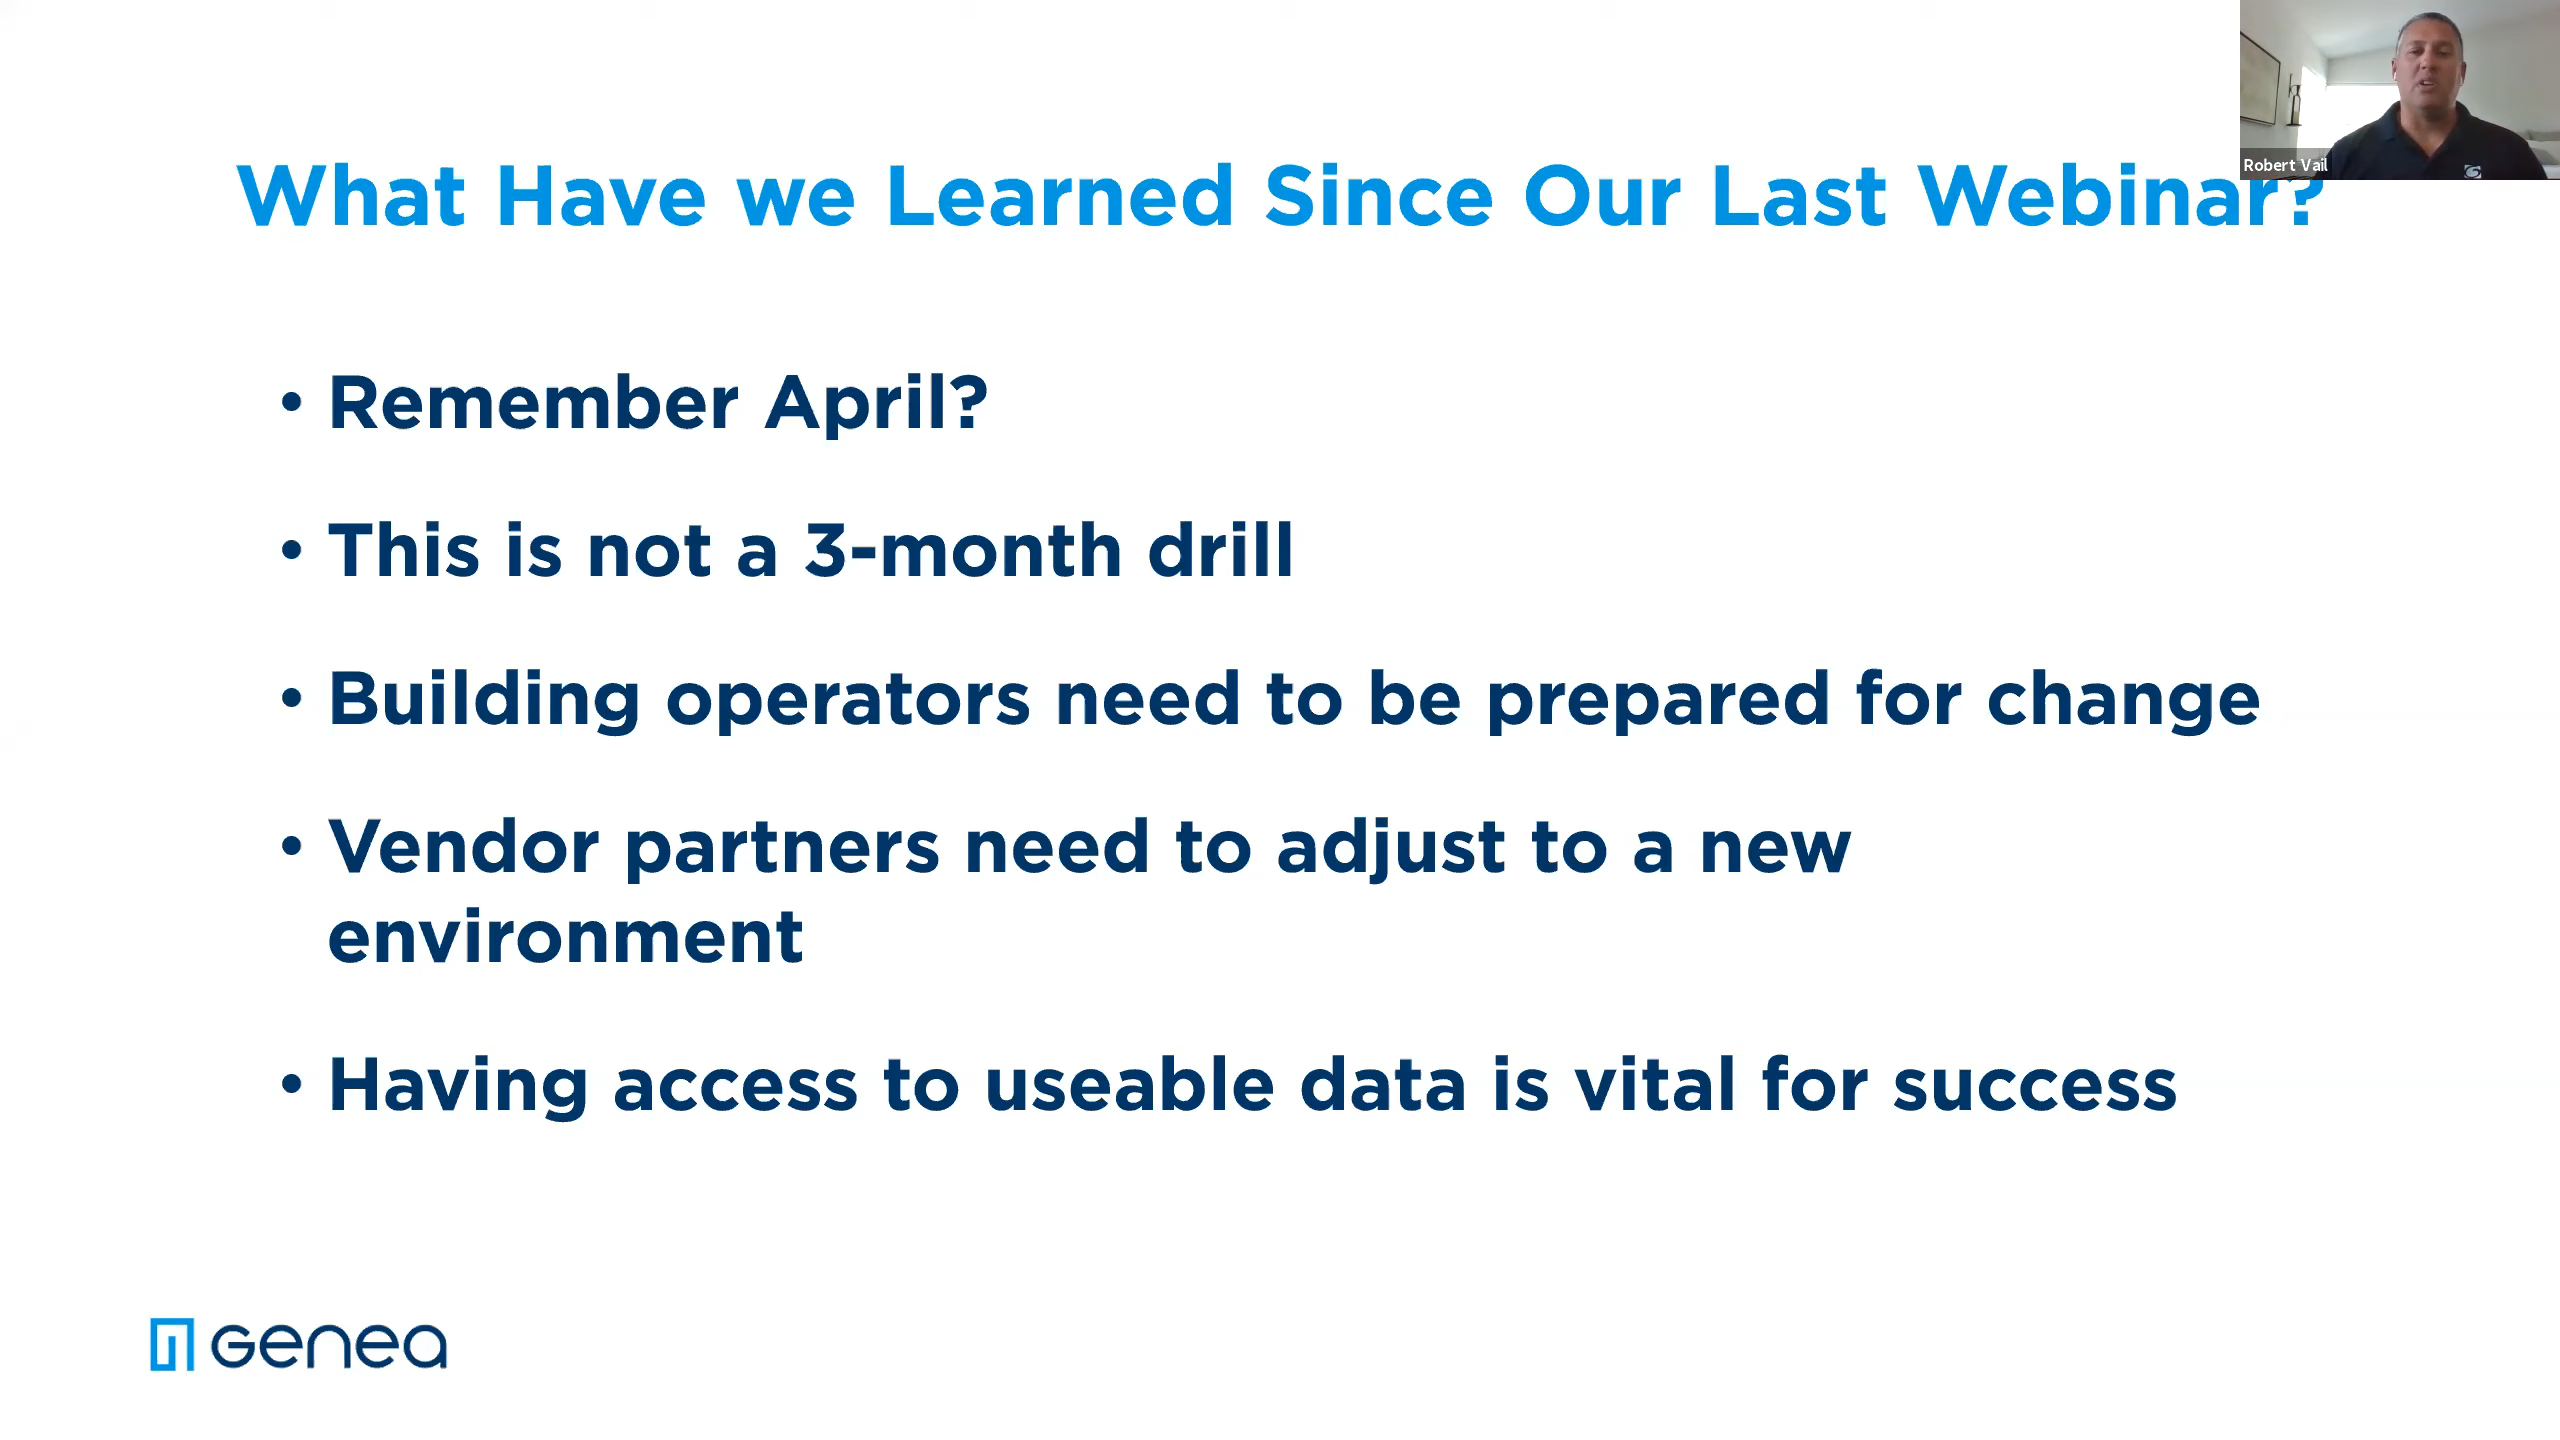 Robert Vail
What Have we Learned Since Our Last Webinar?
• Remember April?
• This is not a 3-month drill
• Building operators need to be prepared for change
• Vendor partners need to adjust to a new
environment
• Having access to useable data is vital for success
Genea